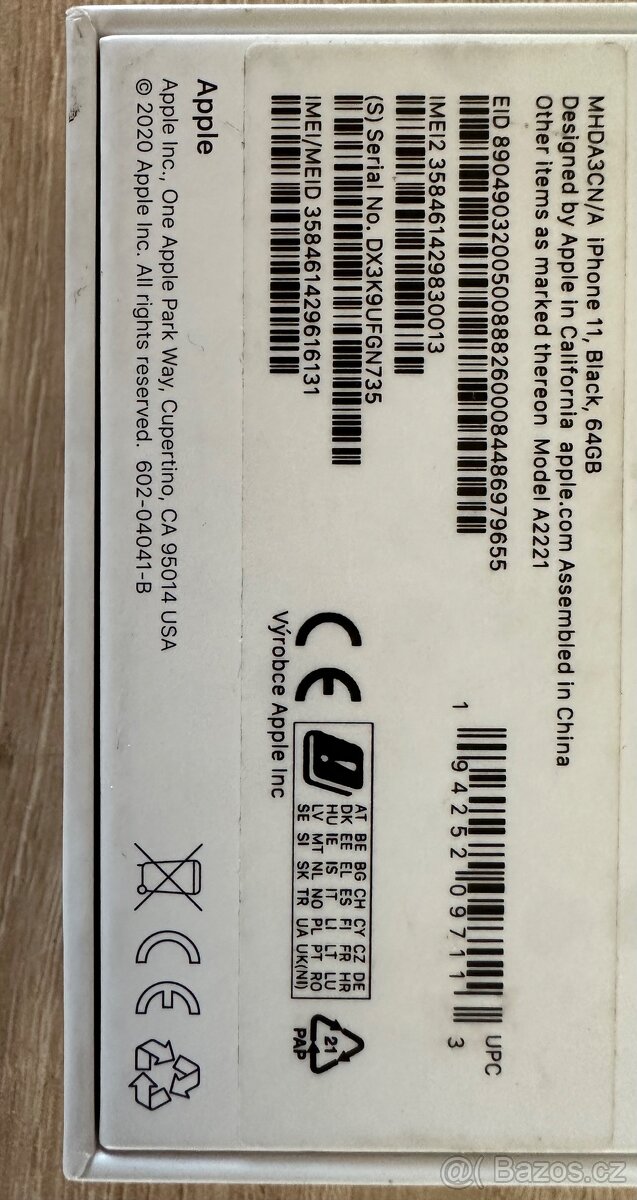 MHDA3CN/A iPhone 11, Black, 64GB
Designed by Apple in California apple.com Assembled in China
Other items as marked thereon Model A2221
EID 89049032005008882600084486979655
IMEI2 358461429830013
(S) Serial No. DX3K9UFGN735
IMEI/MEID 358461429616131
UPC
1 94252 09711 3
CE
Výrobce Apple Inc
AT BE BG CH CY CZ DE
DK EE EL ES FI FR HR
HU IE IS IT LI LT LU
LV MT NL NO PL PT RO
SE SI SK TR UA UK(NI)
21
PAP
Apple
Apple Inc., One Apple Park Way, Cupertino, CA 95014 USA
© 2020 Apple Inc. All rights reserved. 602-04041-B
CE
@( Bazos.cz